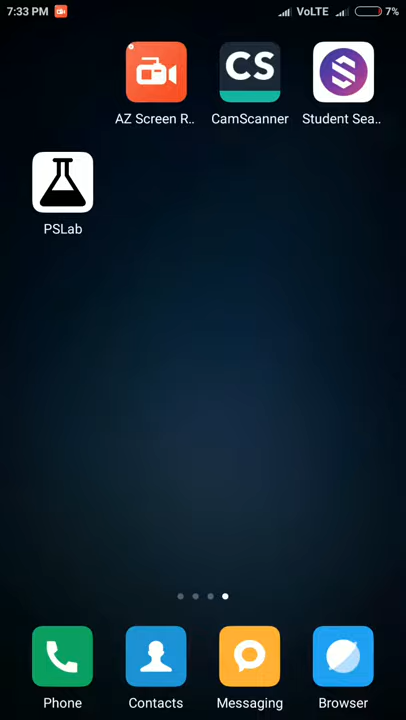 7:33 PM VoLTE 7%
CS
AZ Screen R.. CamScanner Student Sea..
PSLab
Phone Contacts Messaging Browser